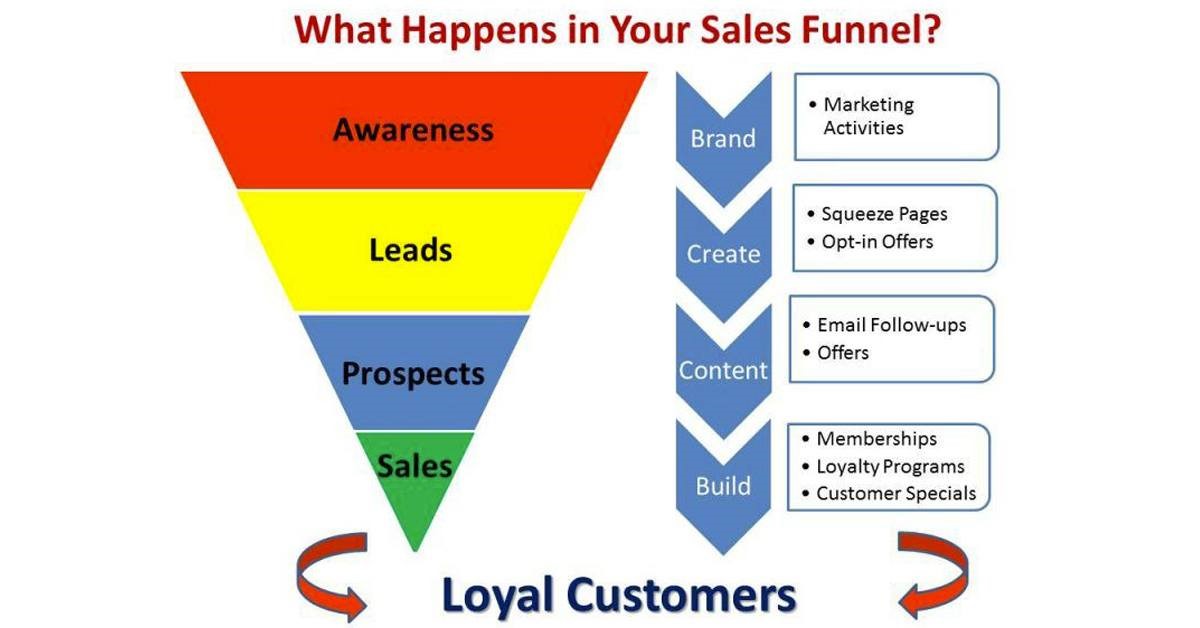 What Happens in Your Sales Funnel?
Awareness
Brand
• Marketing
Activities
Leads
Create
• Squeeze Pages
• Opt-in Offers
Prospects
Content
• Email Follow-ups
• Offers
Sales
Build
• Memberships
• Loyalty Programs
• Customer Specials
Loyal Customers